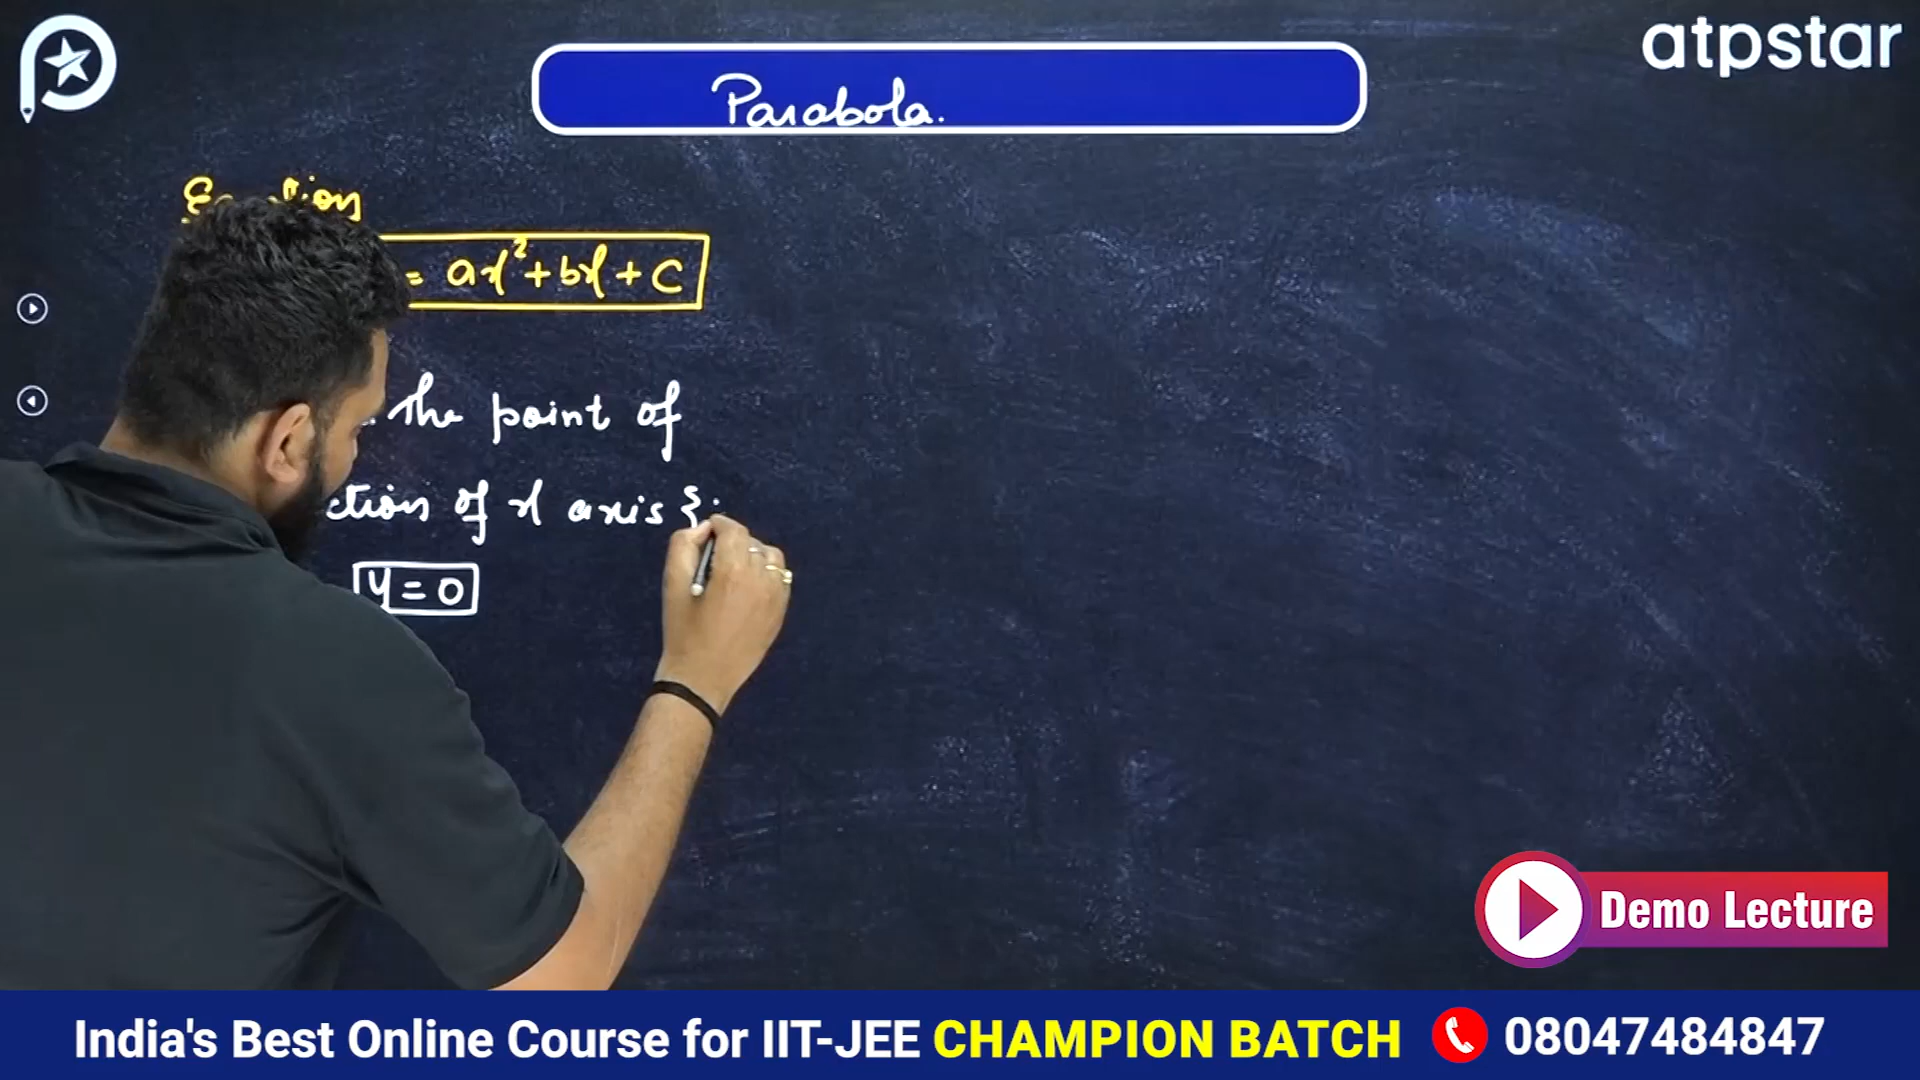 atpstar
Parabola.
= ax²+bx+c
The point of
of x axis
y=0
Demo Lecture
India's Best Online Course for IIT-JEE CHAMPION BATCH 08047484847